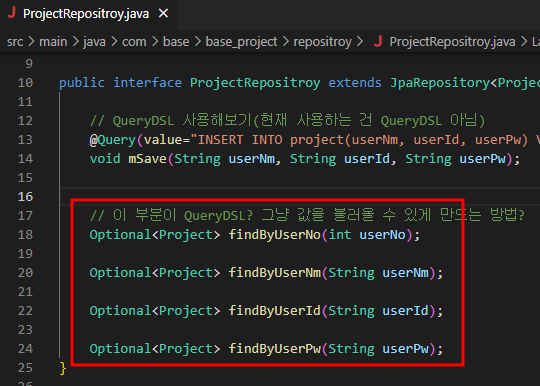 ProjectRepositroy.java
src > main > java > com > base > base_project > repositroy > ProjectRepositroy.java >
9
10 public interface ProjectRepositroy extends JpaRepository<Projec
11
12 // QueryDSL 사용해보기(현재 사용하는 건 QueryDSL 아님)
13 @Query(value="INSERT INTO project(userNm, userId, userPw) V
14 void mSave(String userNm, String userId, String userPw);
15
16
17 // 이 부분이 QueryDSL? 그냥 값을 불러올 수 있게 만드는 방법?
18 Optional<Project> findByUserNo(int userNo);
19
20 Optional<Project> findByUserNm(String userNm);
21
22 Optional<Project> findByUserId(String userId);
23
24 Optional<Project> findByUserPw(String userPw);
25 }